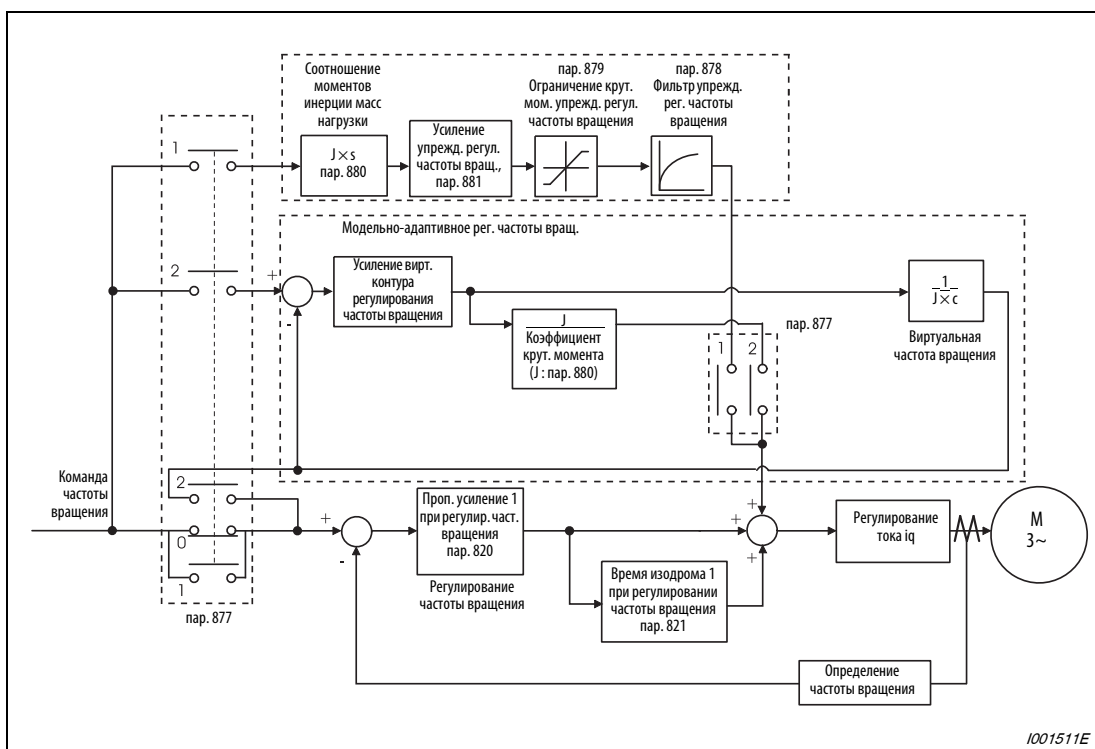 Соотношение
моментов
инерции масс
нагрузки
пар. 879
Ограничение крут.
мом. упрежд. регул.
частоты вращения
пар. 878
Фильтр упрежд.
рег. частоты
вращения
1
J × s
пар. 880
Усиление
упрежд. регул.
частоты вращ.,
пар. 881
Модельно-адаптивное рег. частоты вращ.
2
+
-
Усиление вирт.
контура
регулирования
частоты вращения
1
J × c
Виртуальная
частота вращения
J
Коэффициент
крут. момента
(J : пар. 880)
пар. 877
1 2
Команда
частоты
вращения
2
0
1
пар. 877
+
-
Проп. усиление 1
при регулир. част.
вращения
пар. 820
Регулирование
частоты вращения
Время изодрома 1
при регулировании
частоты вращения
пар. 821
+
+
+
Регулирование
тока iq
M
3~
Определение
частоты вращения
I001511E